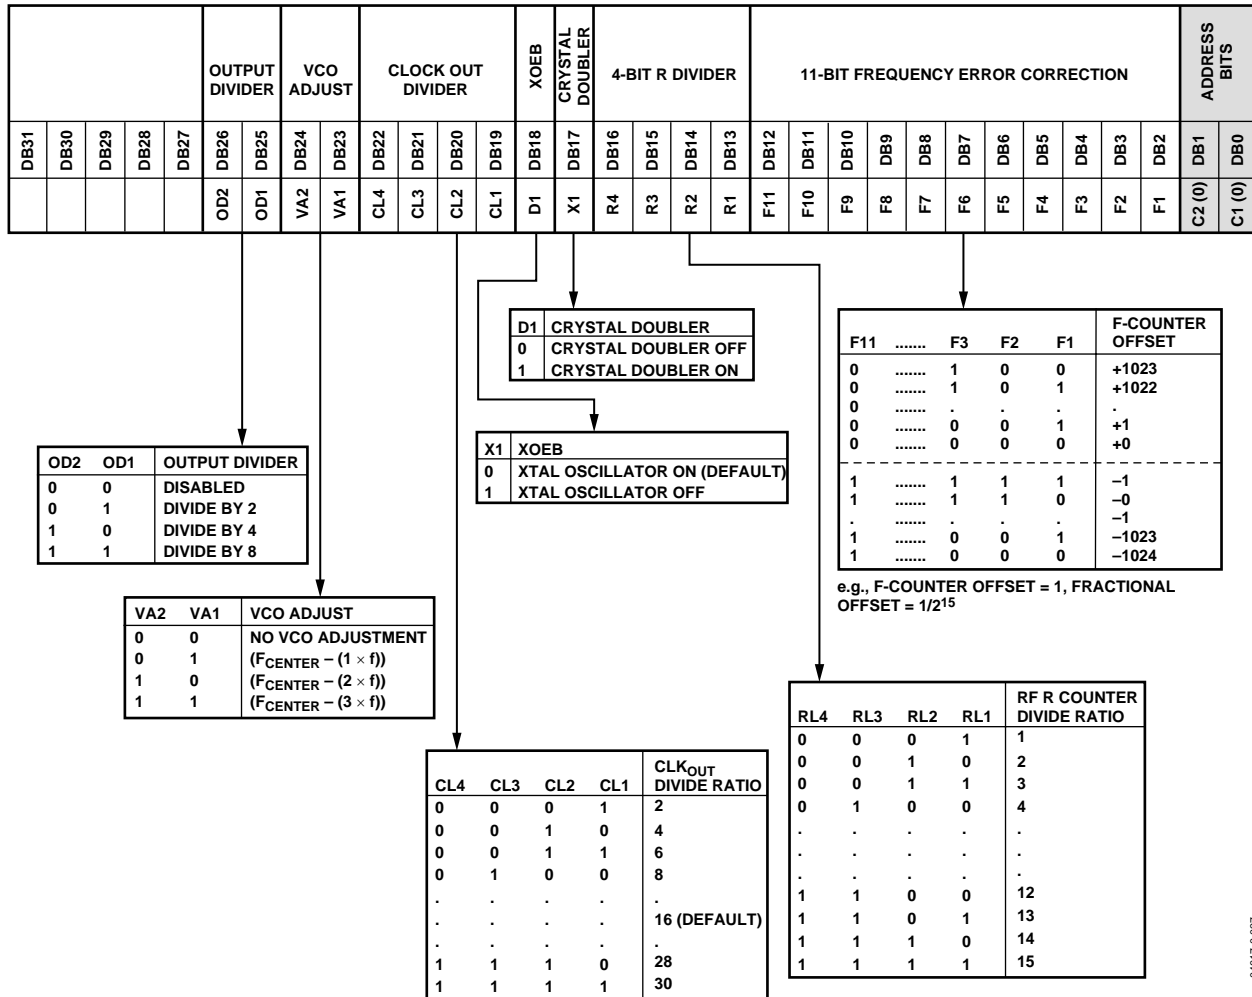 OUTPUT DIVIDER
VCO ADJUST
CLOCK OUT DIVIDER
XOEB
CRYSTAL DOUBLER
4-BIT R DIVIDER
11-BIT FREQUENCY ERROR CORRECTION
ADDRESS BITS
DB31 DB30 DB29 DB28 DB27 DB26 DB25 DB24 DB23 DB22 DB21 DB20 DB19 DB18 DB17 DB16 DB15 DB14 DB13 DB12 DB11 DB10 DB9 DB8 DB7 DB6 DB5 DB4 DB3 DB2 DB1 DB0
OD2 OD1 VA2 VA1 CL4 CL3 CL2 CL1 D1 X1 R4 R3 R2 R1 F11 F10 F9 F8 F7 F6 F5 F4 F3 F2 F1 C2 (0) C1 (0)
D1 CRYSTAL DOUBLER
0 CRYSTAL DOUBLER OFF
1 CRYSTAL DOUBLER ON
F11 ....... F3 F2 F1 F-COUNTER OFFSET
0 ....... 1 0 0 +1023
0 ....... 1 0 1 +1022
0 ....... . . . .
0 ....... 0 0 1 +1
0 ....... 0 0 0 +0
1 ....... 1 1 1 –1
1 ....... 1 1 0 –0
. ....... . . . –1
1 ....... 0 0 1 –1023
1 ....... 0 0 0 –1024
e.g., F-COUNTER OFFSET = 1, FRACTIONAL
OFFSET = 1/2¹⁵
X1 XOEB
0 XTAL OSCILLATOR ON (DEFAULT)
1 XTAL OSCILLATOR OFF
OD2 OD1 OUTPUT DIVIDER
0 0 DISABLED
0 1 DIVIDE BY 2
1 0 DIVIDE BY 4
1 1 DIVIDE BY 8
VA2 VA1 VCO ADJUST
0 0 NO VCO ADJUSTMENT
0 1 (FCENTER – (1 × f))
1 0 (FCENTER – (2 × f))
1 1 (FCENTER – (3 × f))
CL4 CL3 CL2 CL1 CLKOUT DIVIDE RATIO
0 0 0 1 2
0 0 1 0 4
0 0 1 1 6
0 1 0 0 8
. . . . .
. . . . 16 (DEFAULT)
. . . . .
1 1 1 0 28
1 1 1 1 30
RL4 RL3 RL2 RL1 RF R COUNTER DIVIDE RATIO
0 0 0 1 1
0 0 1 0 2
0 0 1 1 3
0 1 0 0 4
. . . . .
. . . . .
. . . . .
1 1 0 0 12
1 1 0 1 13
1 1 1 0 14
1 1 1 1 15